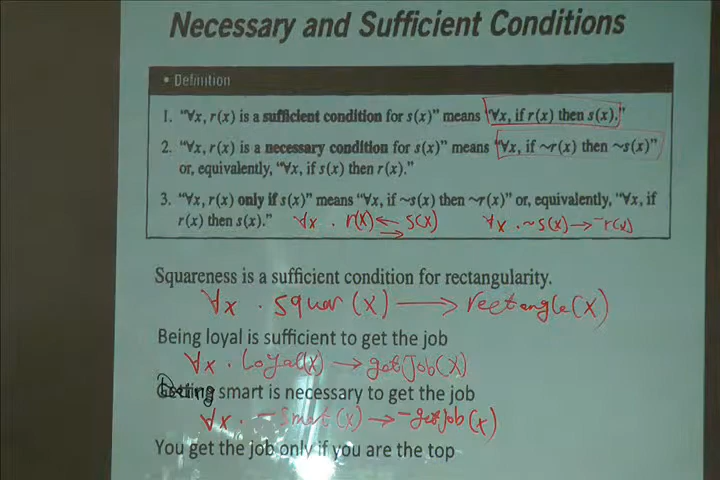 Necessary and Sufficient Conditions
• Definition
1. "∀x, r(x) is a sufficient condition for s(x)" means "∀x, if r(x) then s(x)."
2. "∀x, r(x) is a necessary condition for s(x)" means "∀x, if ~r(x) then ~s(x)"
or, equivalently, "∀x, if s(x) then r(x)."
3. "∀x, r(x) only if s(x)" means "∀x, if ~s(x) then ~r(x)" or, equivalently, "∀x, if
r(x) then s(x)." ∀x . r(x) ← → s(x) ∀x . ~s(x) → ~r(x)
Squareness is a sufficient condition for rectangularity.
∀x . squar (x) → rectangle(x)
Being loyal is sufficient to get the job
∀x . Loyal(x) → getJob(x)
smart is necessary to get the job
∀x . ~smat(x) → ~getjob(x)
You get the job only if you are the top